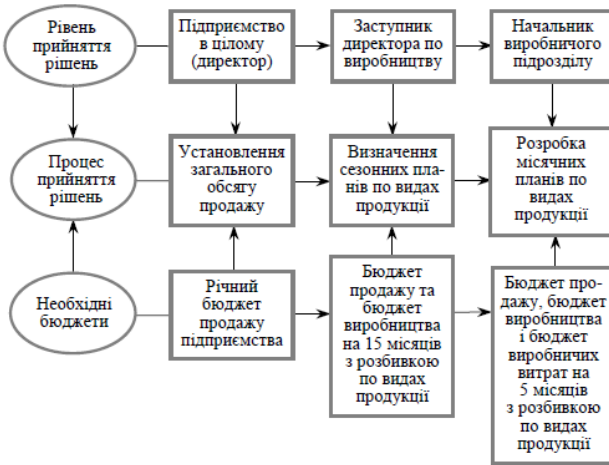 Рівень
прийняття
рішень
Підприємство
в цілому
(директор)
Заступник
директора по
виробництву
Начальник
виробничого
підрозділу
Процес
прийняття
рішень
Установлення
загального
обсягу
продажу
Визначення
сезонних пла-
нів по видах
продукції
Розробка
місячних
планів по
видах
продукції
Необхідні
бюджети
Річний
бюджет
продажу
підприємства
Бюджет
продажу та
бюджет
виробництва
на 15 місяців
з розбивкою
по видах
продукції
Бюджет про-
дажу, бюджет
виробництва
і бюджет
виробничих
витрат на
5 місяців
з розбивкою
по видах
продукції